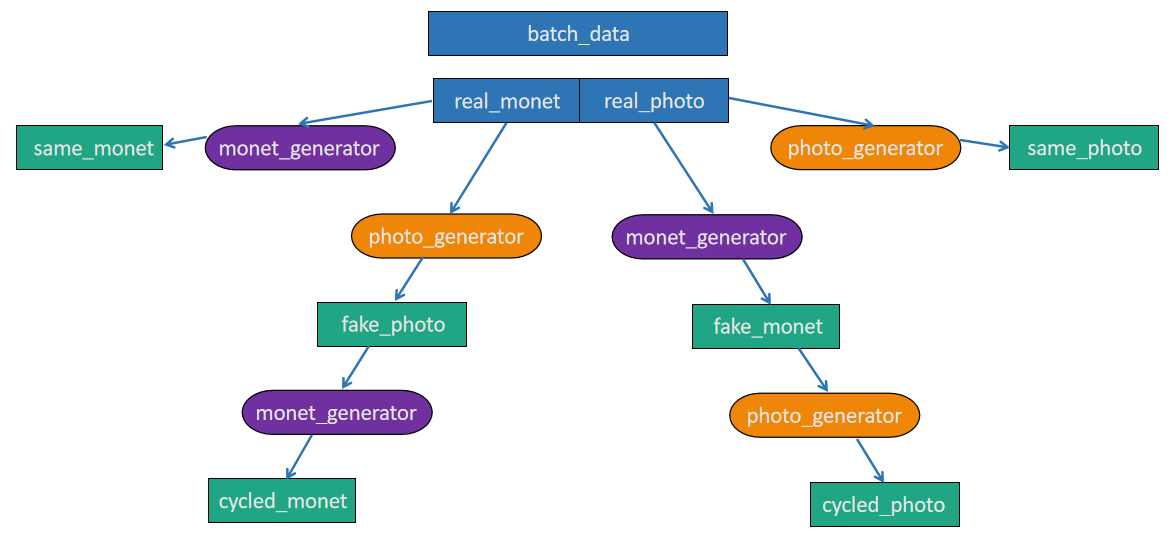 batch_data
real_monet
real_photo
same_monet
monet_generator
photo_generator
same_photo
photo_generator
monet_generator
fake_photo
fake_monet
monet_generator
photo_generator
cycled_monet
cycled_photo